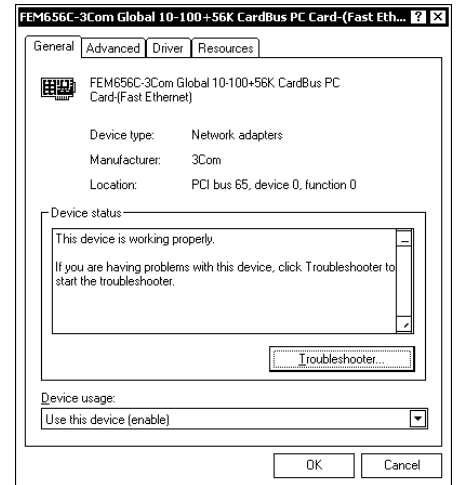 FEM656C-3Com Global 10-100+56K CardBus PC Card-(Fast Eth...
General Advanced Driver Resources
FEM656C-3Com Global 10-100+56K CardBus PC
Card-(Fast Ethernet)
Device type: Network adapters
Manufacturer: 3Com
Location: PCI bus 65, device 0, function 0
Device status
This device is working properly.
If you are having problems with this device, click Troubleshooter to
start the troubleshooter.
Troubleshooter...
Device usage:
Use this device (enable)
OK Cancel